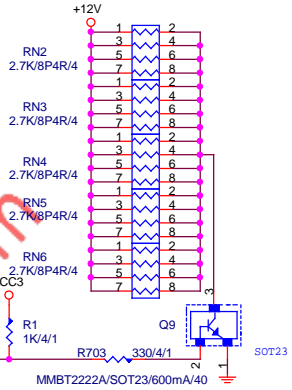 +12V
1 2
RN2 3 4
2.7K/8P4R/4 5 6
7 8
1 2
RN3 3 4
2.7K/8P4R/4 5 6
7 8
1 2
3 4
RN4 5 6
2.7K/8P4R/4 7 8
1 2
RN5 3 4
2.7K/8P4R/4 5 6
7 8
1 2
RN6 3 4
2.7K/8P4R/4 5 6
7 8
CC3
R1
1K/4/1
3
Q9
SOT23
R703 330/4/1
2 1
MMBT2222A/SOT23/600mA/40